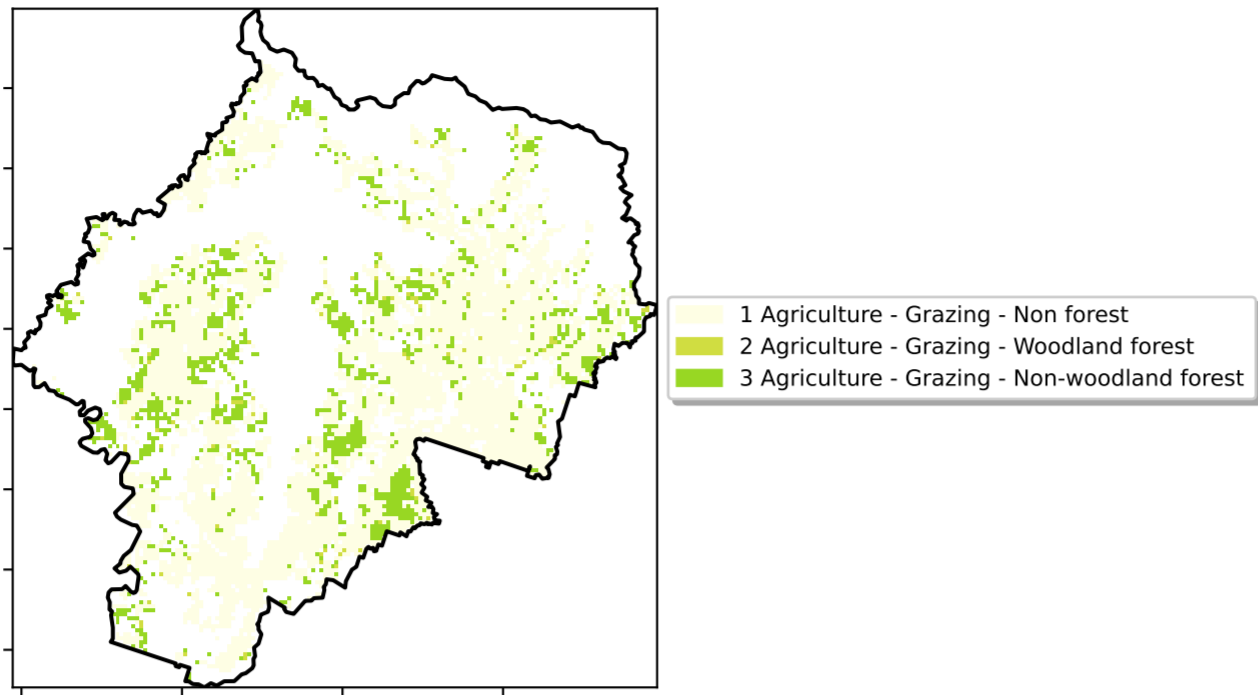 1 Agriculture - Grazing - Non forest
2 Agriculture - Grazing - Woodland forest
3 Agriculture - Grazing - Non-woodland forest